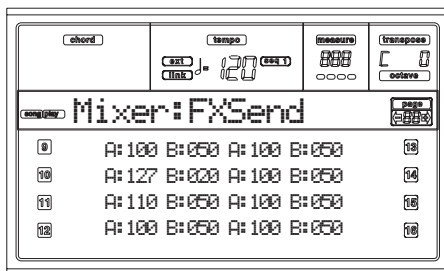 chord tempo measure transpose
ext link ♩= 120 seq 1 888 C 0
octave
song play Mixer:FXSend page
9 A:100 B:050 A:100 B:050 13
10 A:127 B:020 A:100 B:050 14
11 A:110 B:050 A:100 B:050 15
12 A:100 B:050 A:100 B:050 16